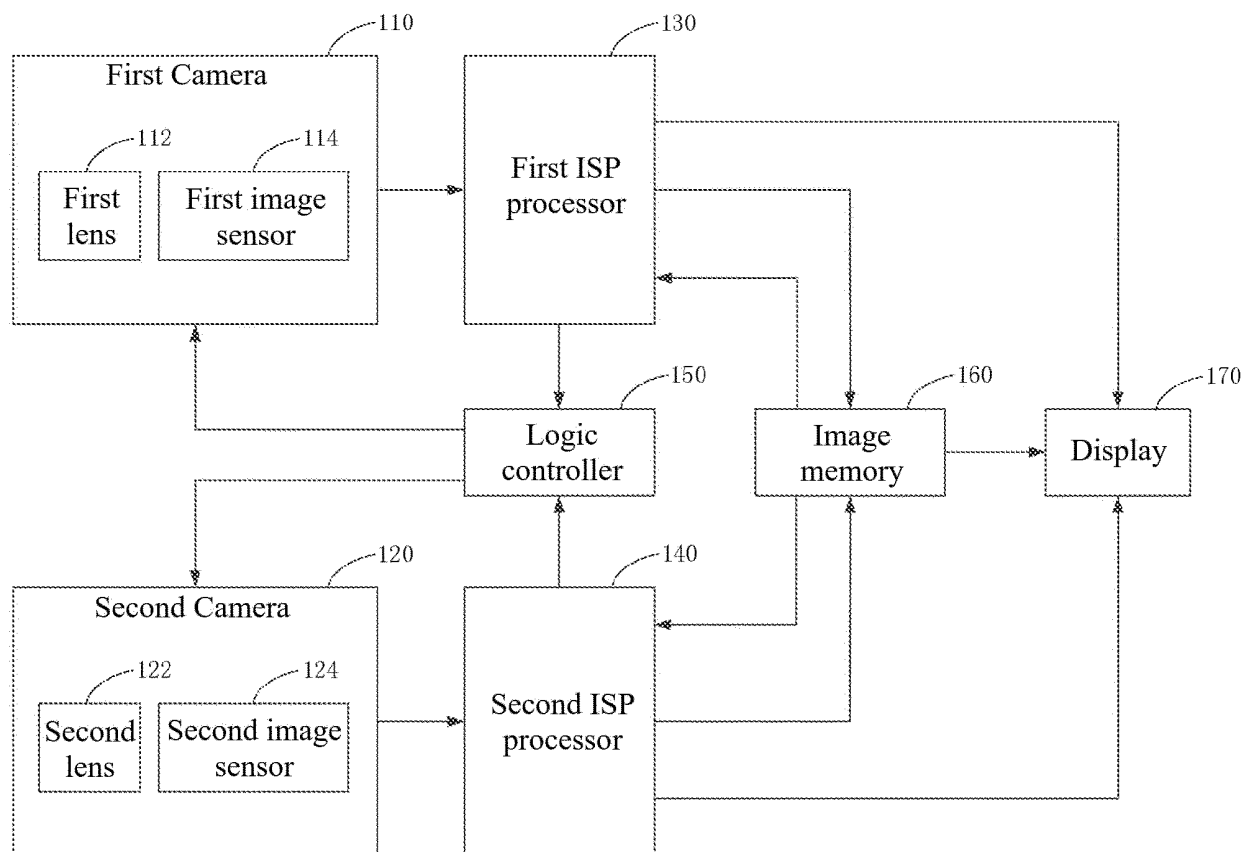 110
130
First Camera
112
114
First
lens
First image
sensor
First ISP
processor
150
160
170
Logic
controller
Image
memory
Display
120
140
Second Camera
122
124
Second
lens
Second image
sensor
Second ISP
processor